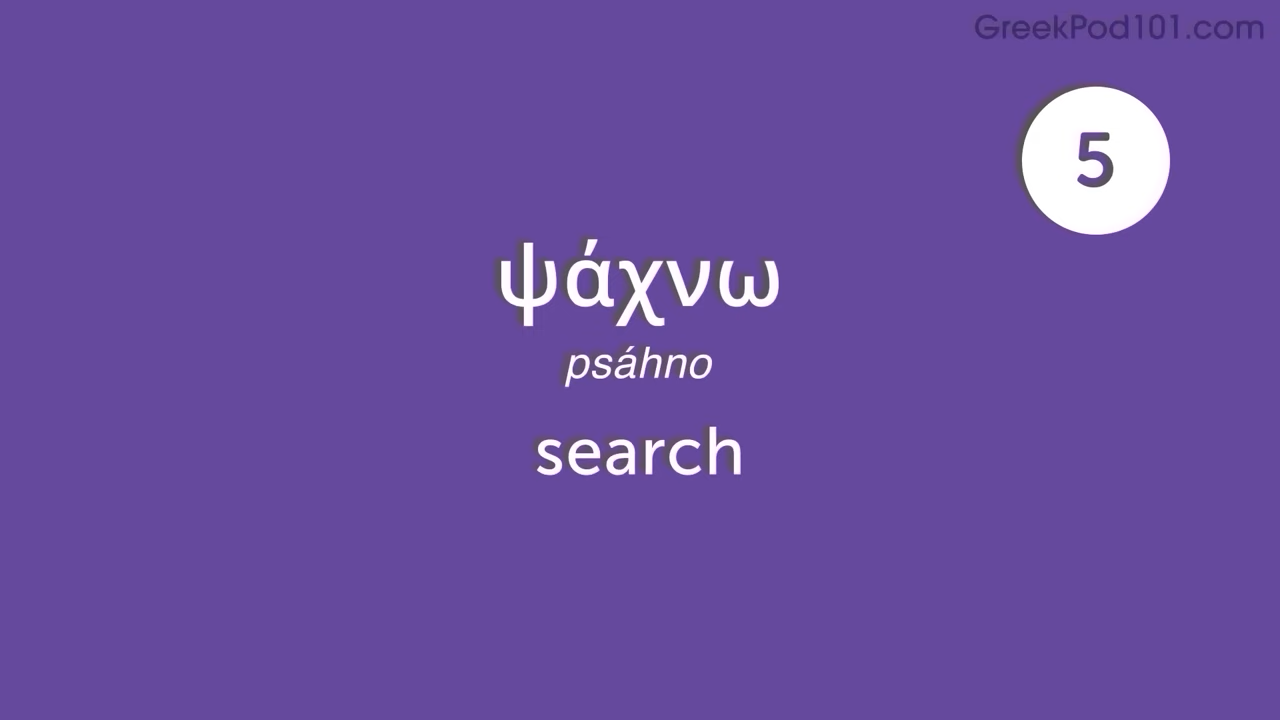 GreekPod101.com
5
ψάχνω
psáhno
search